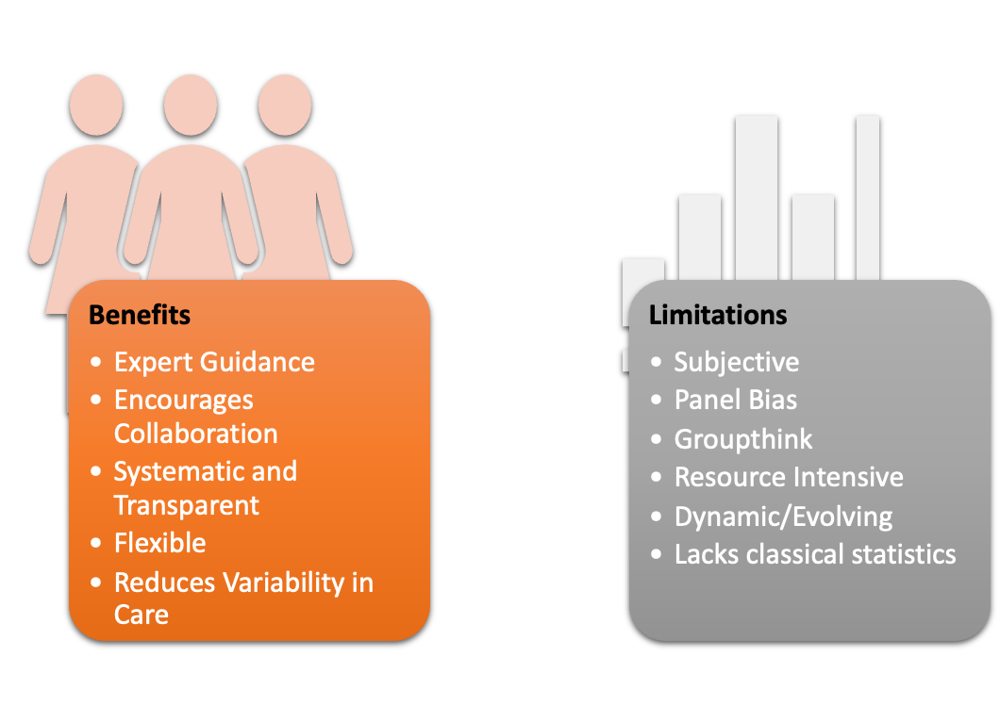 Benefits
• Expert Guidance
• Encourages
Collaboration
• Systematic and
Transparent
• Flexible
• Reduces Variability in
Care
Limitations
• Subjective
• Panel Bias
• Groupthink
• Resource Intensive
• Dynamic/Evolving
• Lacks classical statistics